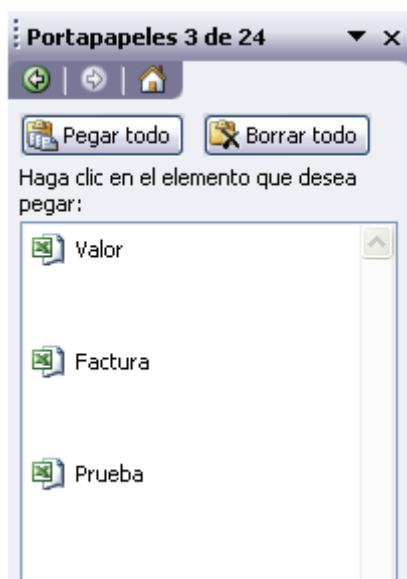 Portapapeles 3 de 24
Pegar todo Borrar todo
Haga clic en el elemento que desea
pegar:
Valor
Factura
Prueba